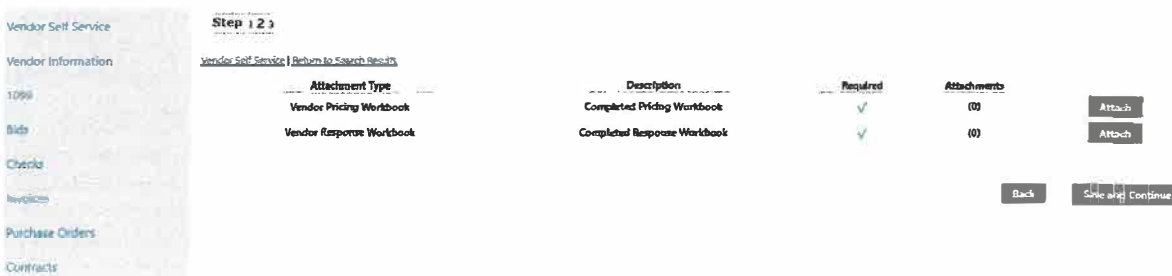 Vendor Self Service
Vendor Information
1099
Bids
Checks
Invoices
Purchase Orders
Contracts
Step 1 2 3
Vendor Self Service | Return to Search Results
Attachment Type Description Required Attachments
Vendor Pricing Workbook Completed Pricing Workbook ✓ (0) Attach
Vendor Response Workbook Completed Response Workbook ✓ (0) Attach
Back Save and Continue